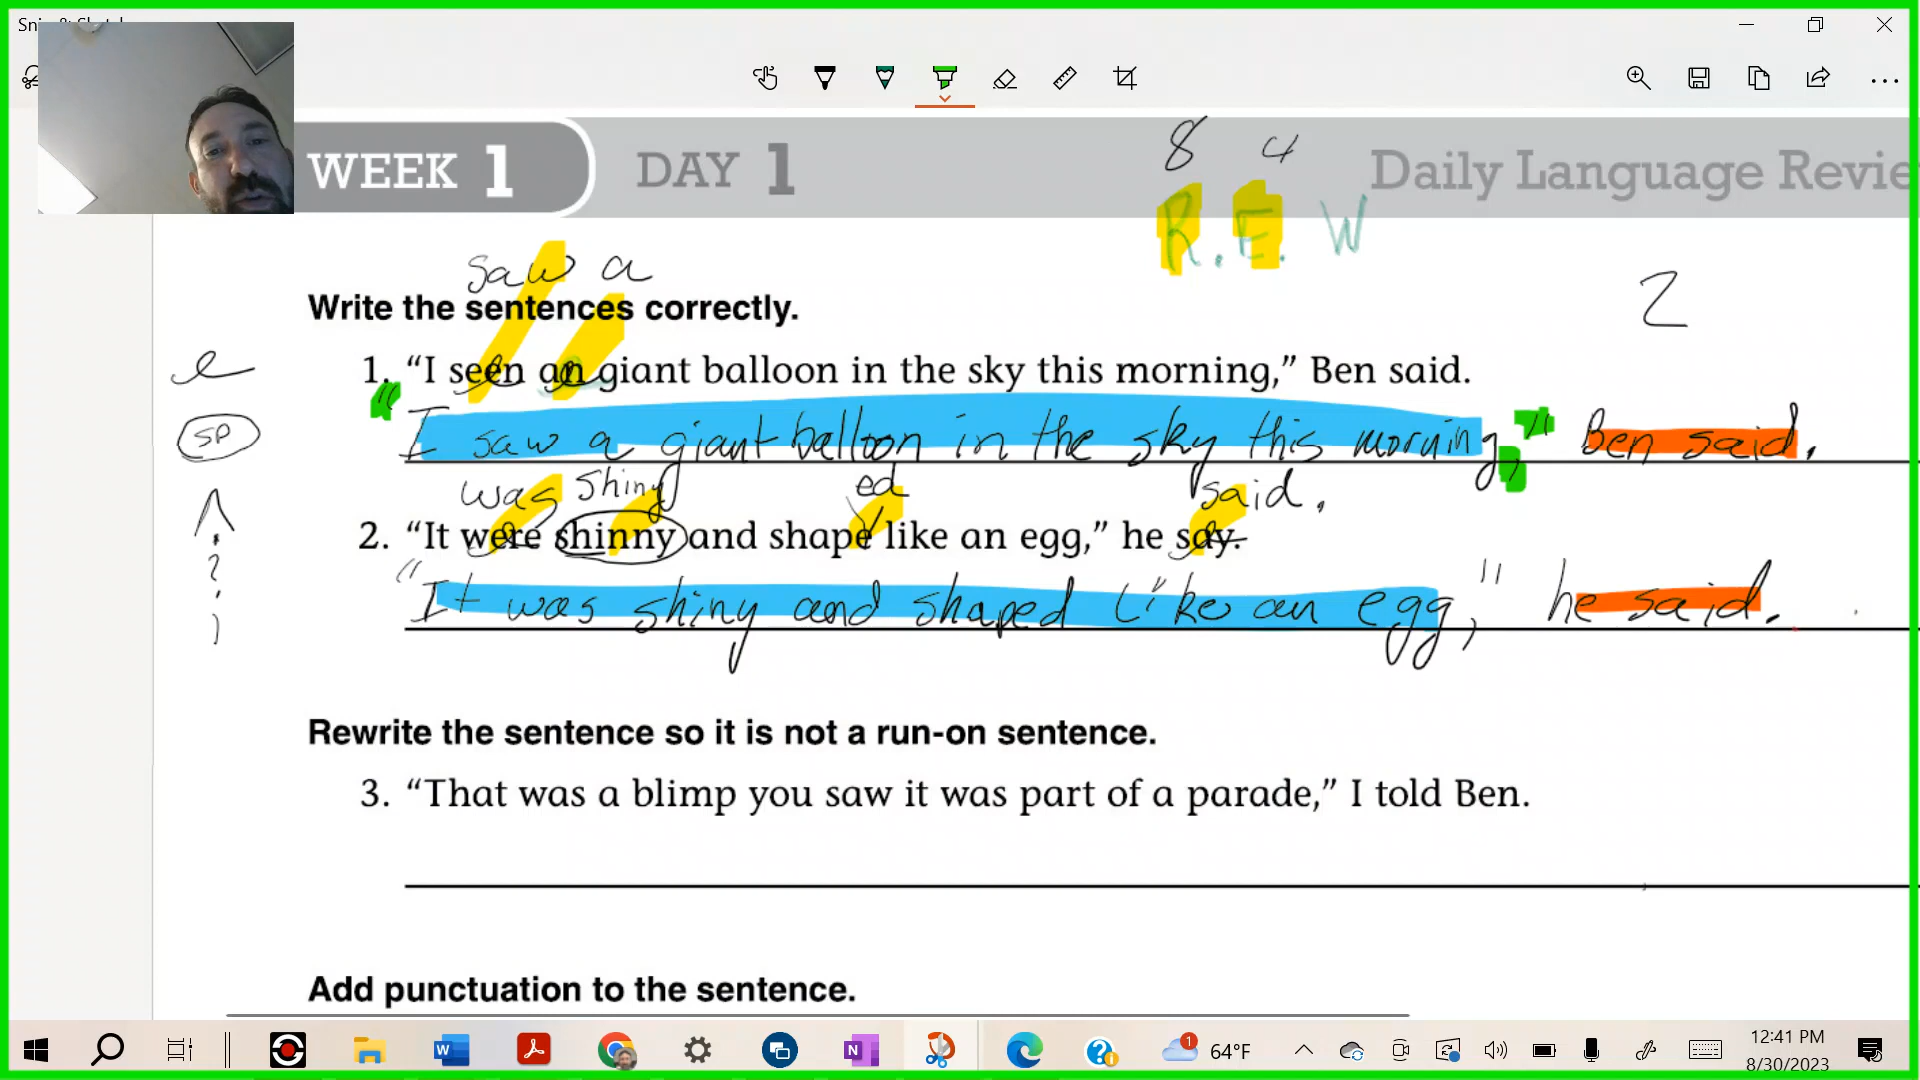 WEEK 1 DAY 1 8 4 Daily Language Revie
R. E. W
saw a 2
Write the sentences correctly.
e 1. “I seen an giant balloon in the sky this morning,” Ben said.
SP “I saw a giant balloon in the sky this morning,” Ben said.
was shiny ed said.
2. “It were shinny and shape like an egg,” he say.
. ? ! “It was shiny and shaped like an egg,” he said.
Rewrite the sentence so it is not a run-on sentence.
3. “That was a blimp you saw it was part of a parade,” I told Ben.
Add punctuation to the sentence.
64°F 12:41 PM
8/30/2023